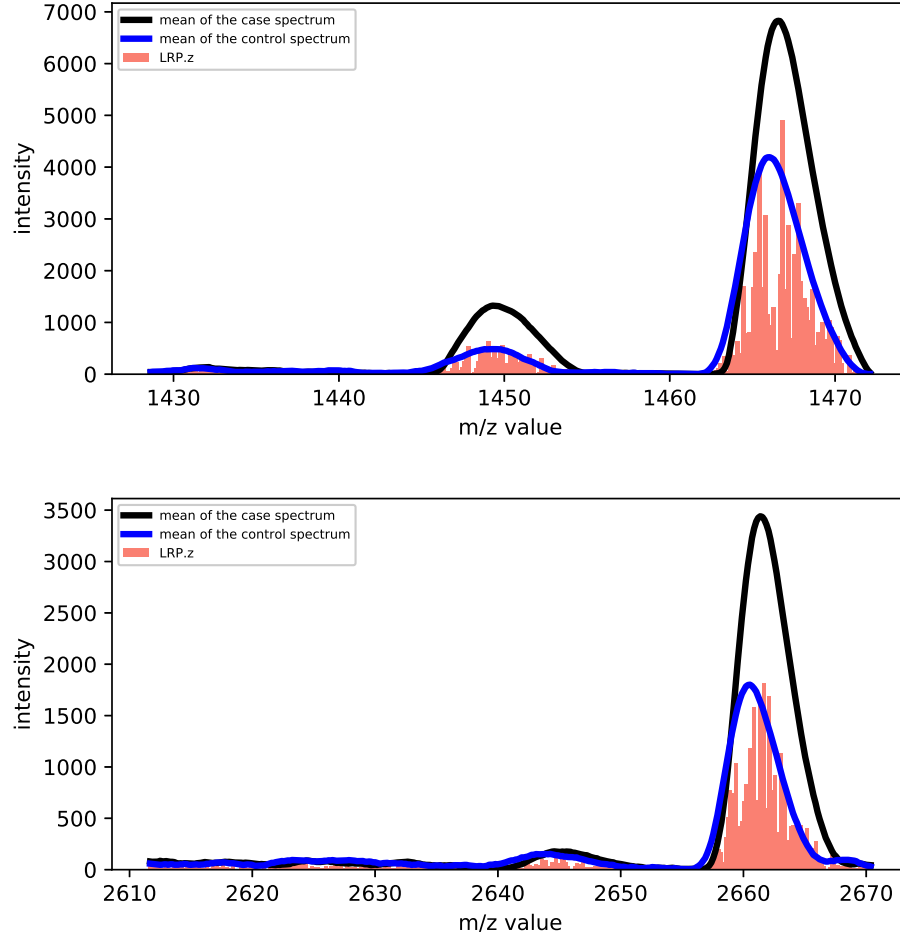 7000
6000
5000
4000
3000
2000
1000
0
intensity
mean of the case spectrum
mean of the control spectrum
LRP.z
1430 1440 1450 1460 1470
m/z value
3500
3000
2500
2000
1500
1000
500
0
intensity
mean of the case spectrum
mean of the control spectrum
LRP.z
2610 2620 2630 2640 2650 2660 2670
m/z value